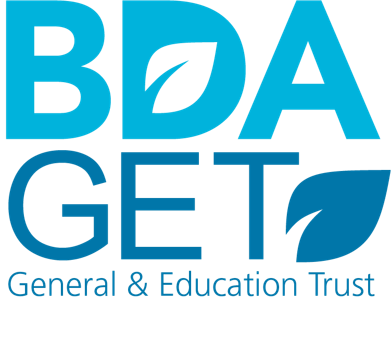 BDA
GET
General & Education Trust